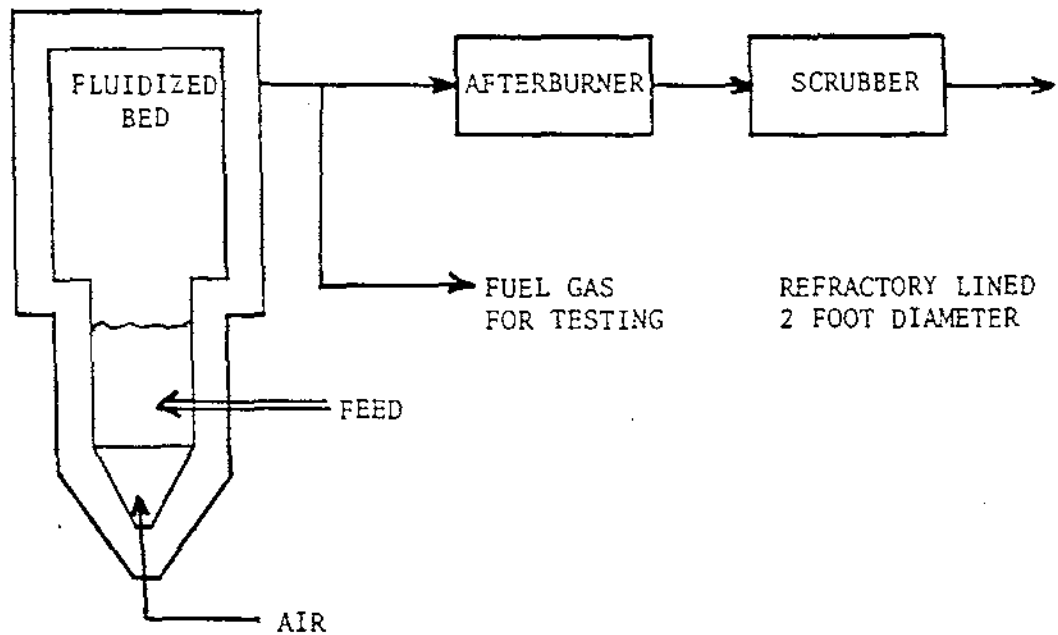 FLUIDIZED
BED
AFTERBURNER
SCRUBBER
FUEL GAS
FOR TESTING
REFRACTORY LINED
2 FOOT DIAMETER
FEED
AIR